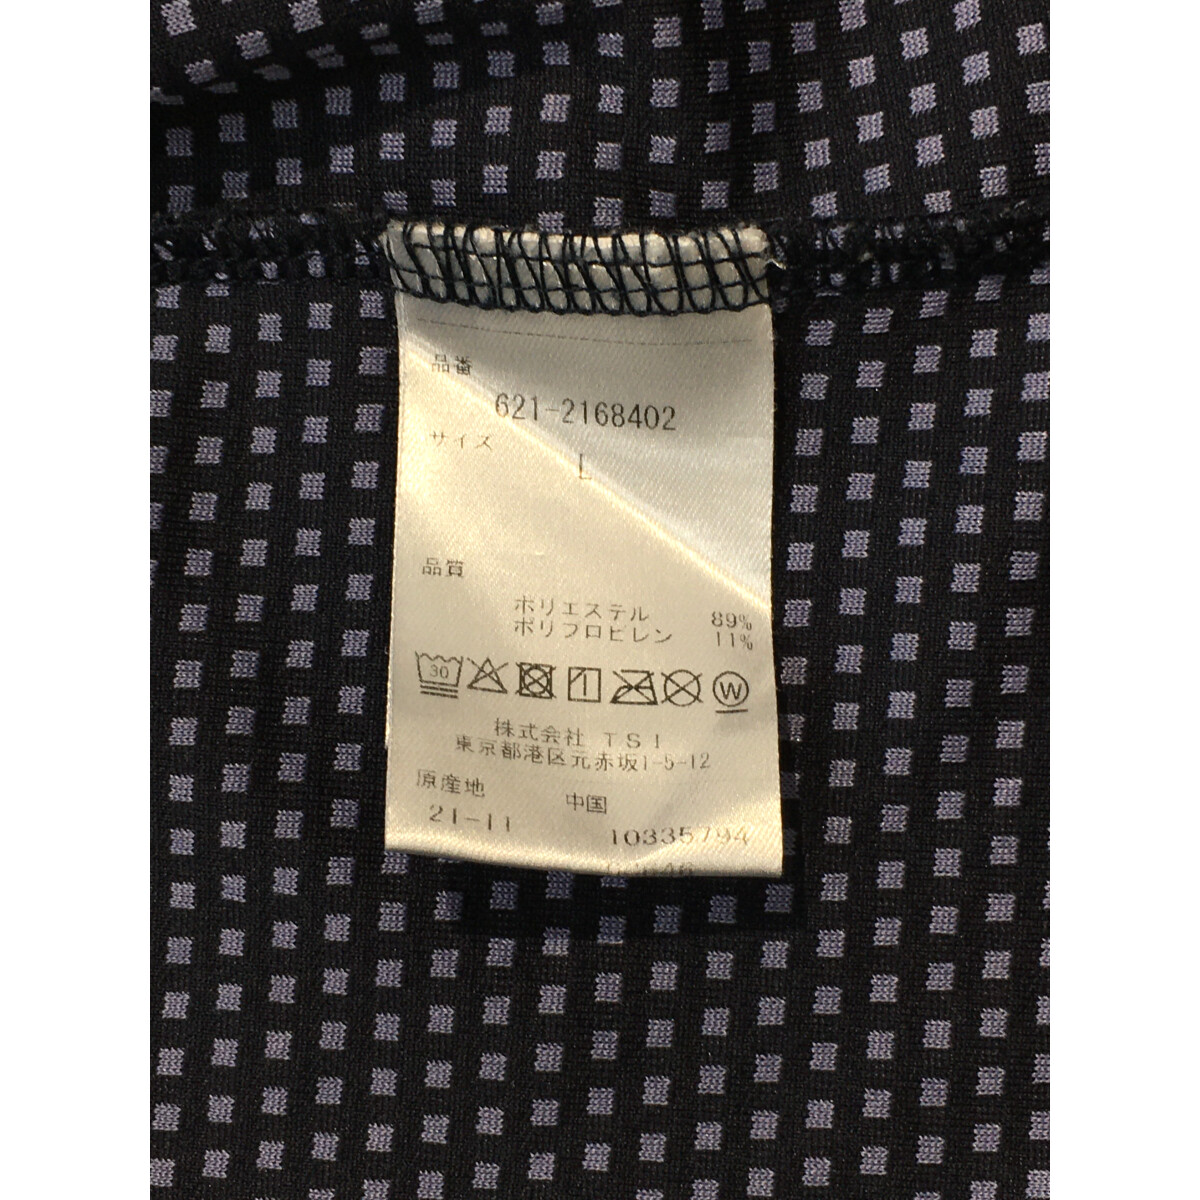 品番
621-2168402
サイズ
L
品質
ポリエステル 89%
ポリプロピレン 11%
30
1
W
株式会社 TSI
東京都港区元赤坂1-5-12
原産地 中国
21-11 10335794